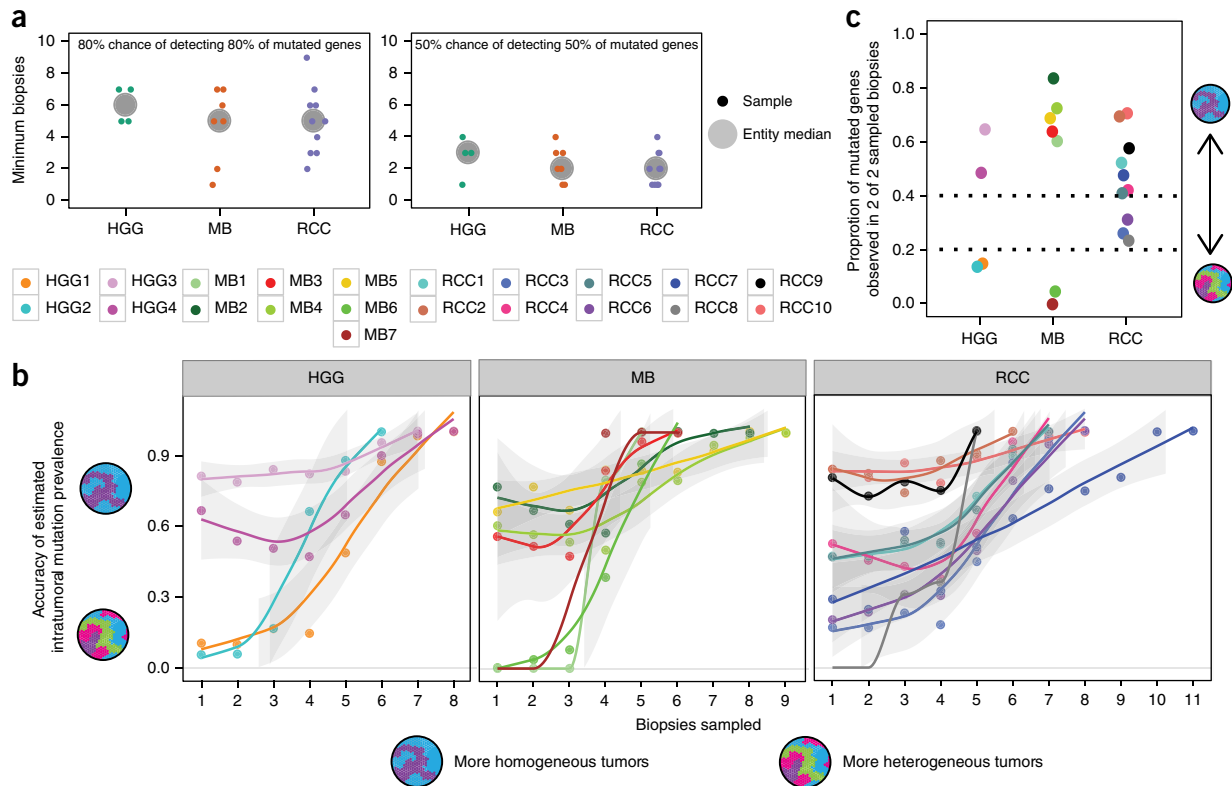 a
80% chance of detecting 80% of mutated genes
50% chance of detecting 50% of mutated genes
Minimum biopsies
10
8
6
4
2
0
HGG MB RCC
10
8
6
4
2
0
HGG MB RCC
Sample
Entity median
c
Proprotion of mutated genes
observed in 2 of 2 sampled biopsies
1.0
0.8
0.6
0.4
0.2
0.0
HGG MB RCC
HGG1 HGG3 MB1 MB3 MB5 RCC1 RCC3 RCC5 RCC7 RCC9
HGG2 HGG4 MB2 MB4 MB6 RCC2 RCC4 RCC6 RCC8 RCC10
MB7
b
HGG MB RCC
Accuracy of estimated
intratumoral mutation prevalence
0.9
0.6
0.3
0.0
1 2 3 4 5 6 7 8
1 2 3 4 5 6 7 8 9
1 2 3 4 5 6 7 8 9 10 11
Biopsies sampled
More homogeneous tumors
More heterogeneous tumors